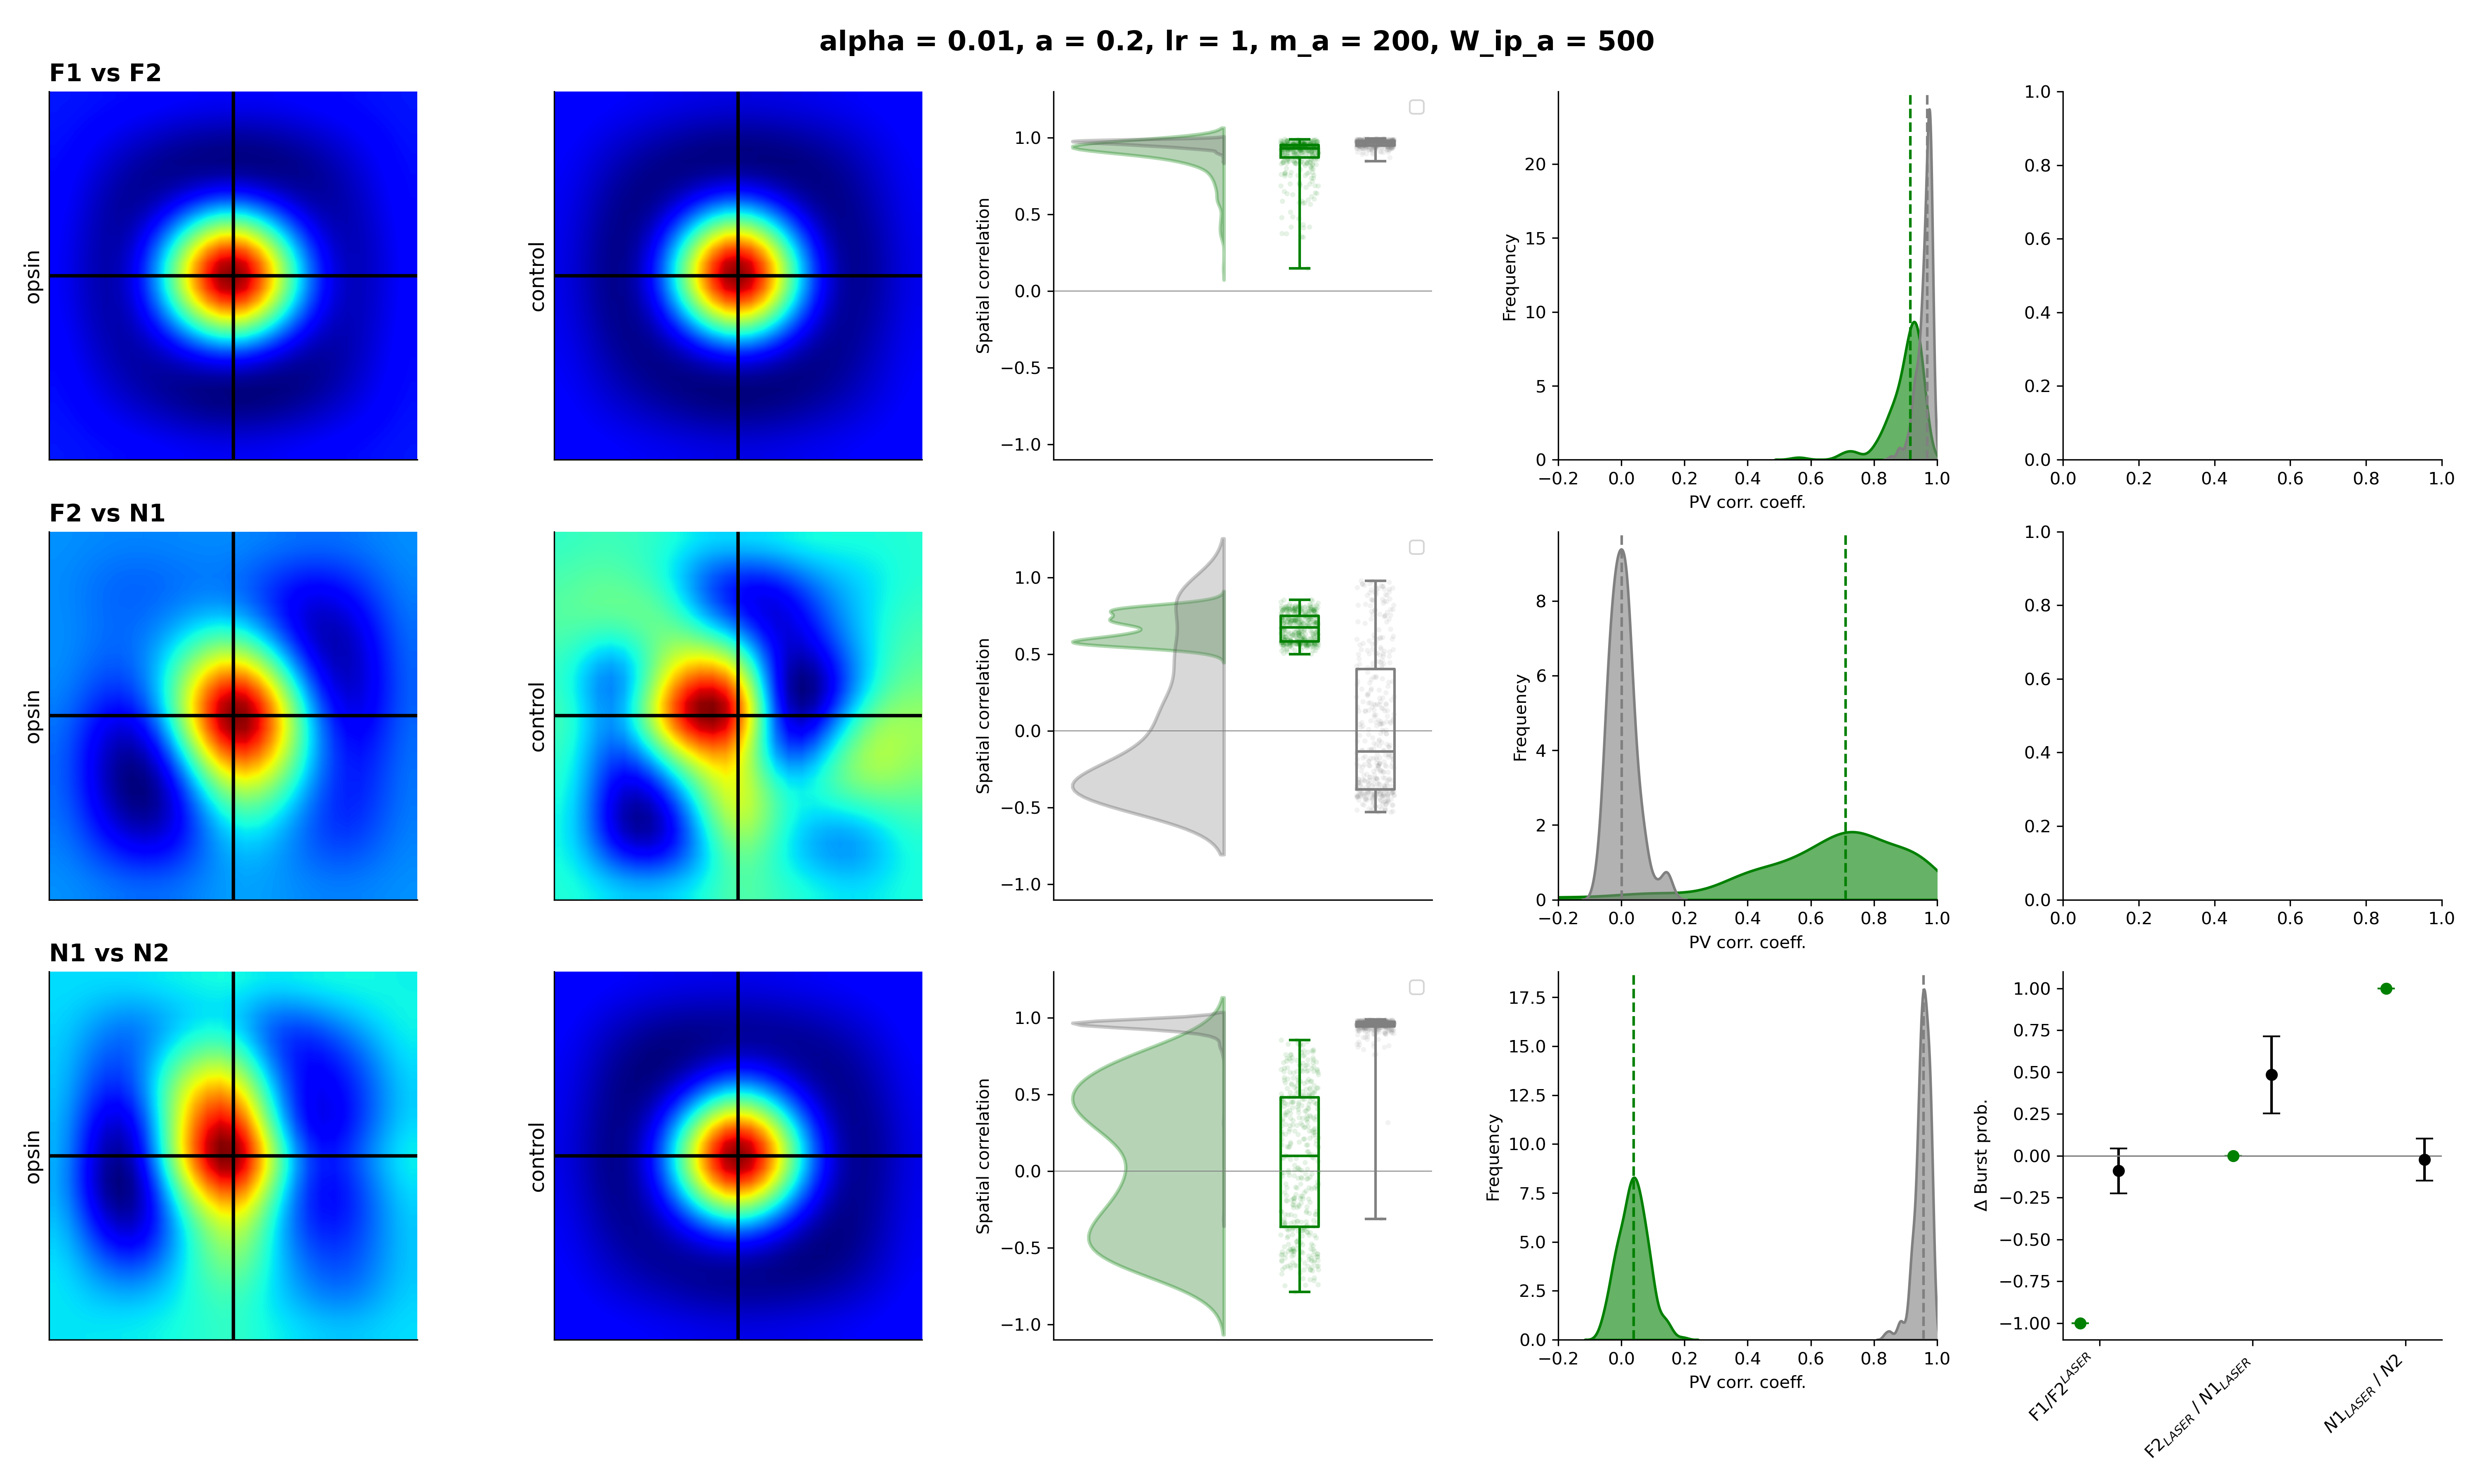 alpha = 0.01, a = 0.2, lr = 1, m_a = 200, W_ip_a = 500
F1 vs F2
opsin
control
Spatial correlation
1.0
0.5
0.0
−0.5
−1.0
Frequency
20
15
10
5
0
−0.2 0.0 0.2 0.4 0.6 0.8 1.0
PV corr. coeff.
1.0
0.8
0.6
0.4
0.2
0.0
0.0 0.2 0.4 0.6 0.8 1.0
F2 vs N1
opsin
control
Spatial correlation
1.0
0.5
0.0
−0.5
−1.0
Frequency
8
6
4
2
0
−0.2 0.0 0.2 0.4 0.6 0.8 1.0
PV corr. coeff.
1.0
0.8
0.6
0.4
0.2
0.0
0.0 0.2 0.4 0.6 0.8 1.0
N1 vs N2
opsin
control
Spatial correlation
1.0
0.5
0.0
−0.5
−1.0
Frequency
17.5
15.0
12.5
10.0
7.5
5.0
2.5
0.0
−0.2 0.0 0.2 0.4 0.6 0.8 1.0
PV corr. coeff.
Δ Burst prob.
1.00
0.75
0.50
0.25
0.00
−0.25
−0.50
−0.75
−1.00
F1/F2^LASER
F2_LASER / N1_LASER
N1_LASER / N2